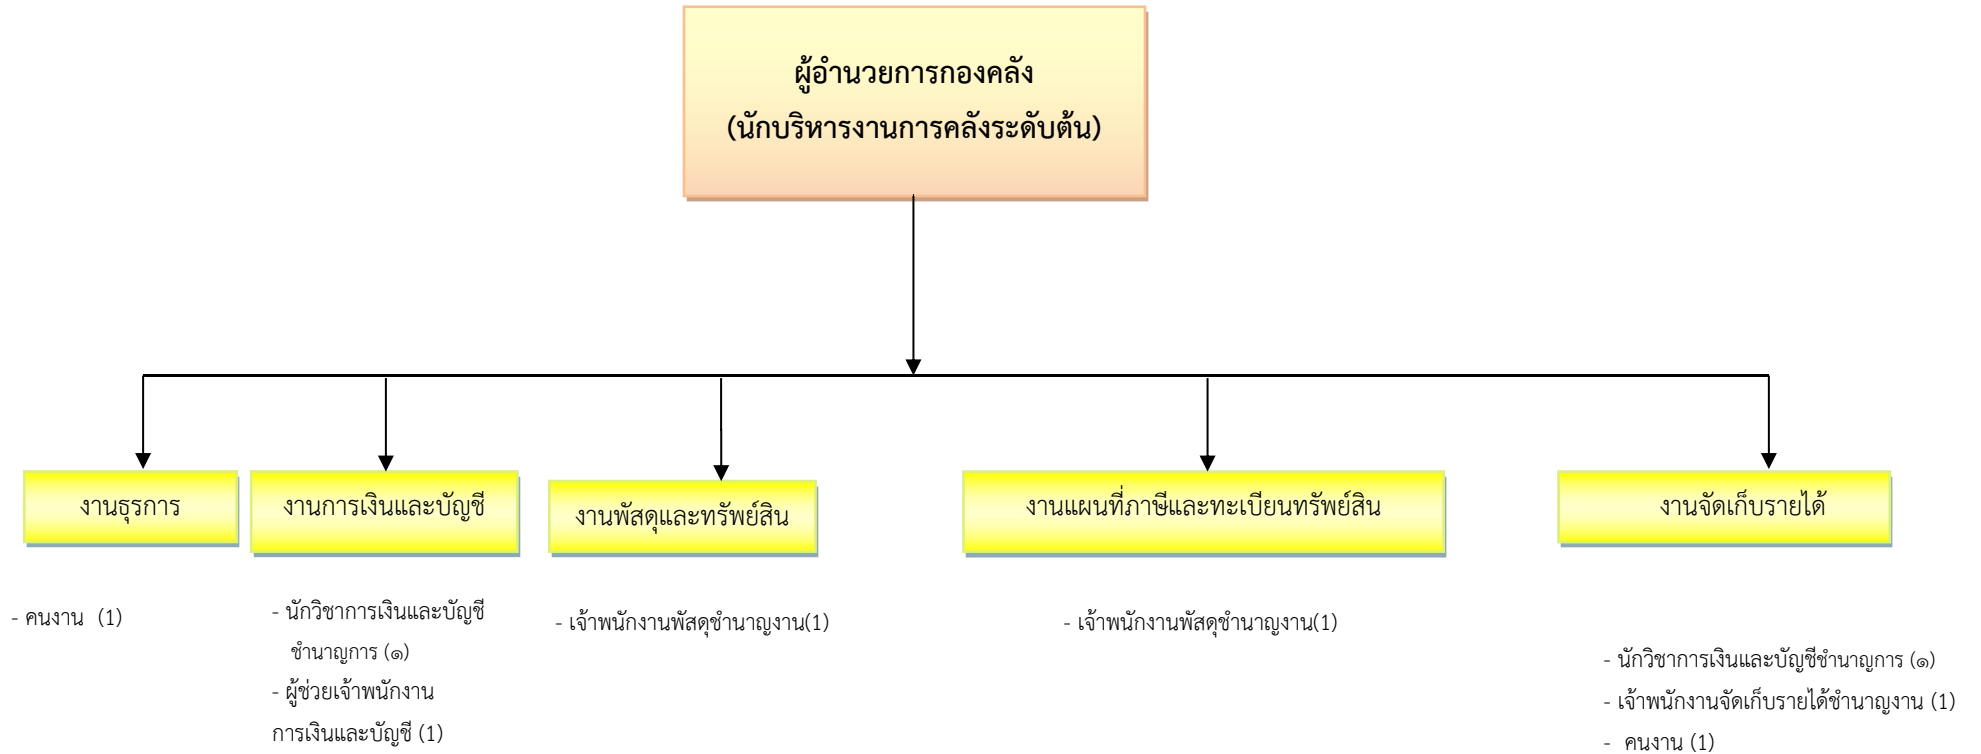 ผู้อำนวยการกองคลัง
(นักบริหารงานการคลังระดับต้น)
งานธุรการ
งานการเงินและบัญชี
งานพัสดุและทรัพย์สิน
งานแผนที่ภาษีและทะเบียนทรัพย์สิน
งานจัดเก็บรายได้
- คนงาน (1)
- นักวิชาการเงินและบัญชี
ชำนาญการ (๑)
- ผู้ช่วยเจ้าพนักงาน
การเงินและบัญชี (1)
- เจ้าพนักงานพัสดุชำนาญงาน(1)
- เจ้าพนักงานพัสดุชำนาญงาน(1)
- นักวิชาการเงินและบัญชีชำนาญการ (๑)
- เจ้าพนักงานจัดเก็บรายได้ชำนาญงาน (1)
- คนงาน (1)